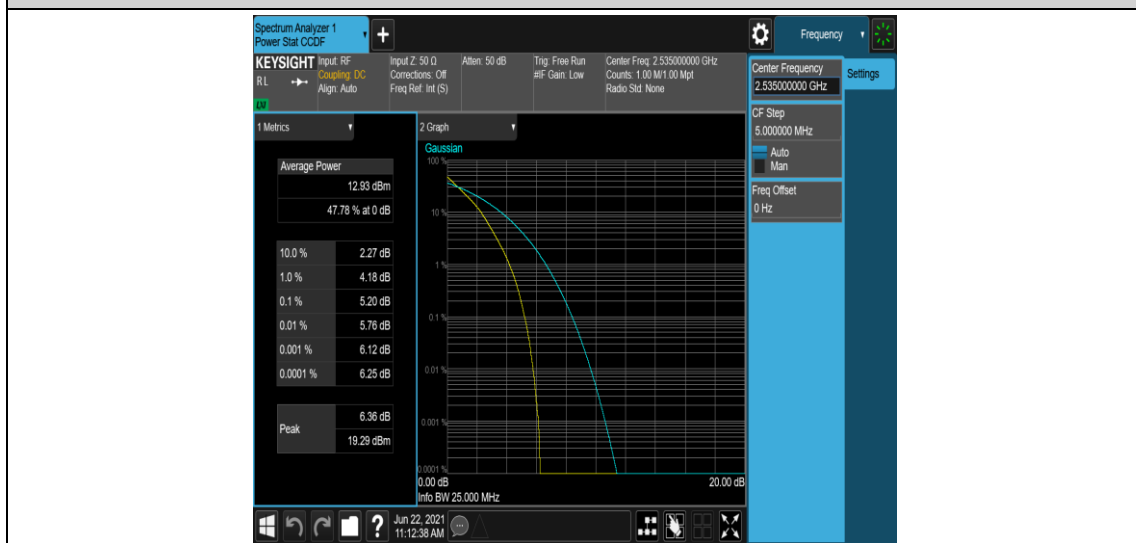 Spectrum Analyzer 1
Power Stat CCDF
+
Frequency
KEYSIGHT
R L
Input: RF
Coupling: DC
Align: Auto
Input Z: 50 Ω
Corrections: Off
Freq Ref: Int (S)
Atten: 50 dB
Trig: Free Run
#IF Gain: Low
Center Freq: 2.535000000 GHz
Counts: 1.00 M/1.00 Mpt
Radio Std: None
Center Frequency
2.535000000 GHz
Settings
CF Step
5.000000 MHz
Auto
Man
Freq Offset
0 Hz
1 Metrics
Average Power
12.93 dBm
47.78 % at 0 dB
10.0 % 2.27 dB
1.0 % 4.18 dB
0.1 % 5.20 dB
0.01 % 5.76 dB
0.001 % 6.12 dB
0.0001 % 6.25 dB
Peak
6.36 dB
19.29 dBm
2 Graph
Gaussian
100 %
10 %
1 %
0.1 %
0.01 %
0.001 %
0.0001 %
0.00 dB 20.00 dB
Info BW 25.000 MHz
?
Jun 22, 2021
11:12:38 AM